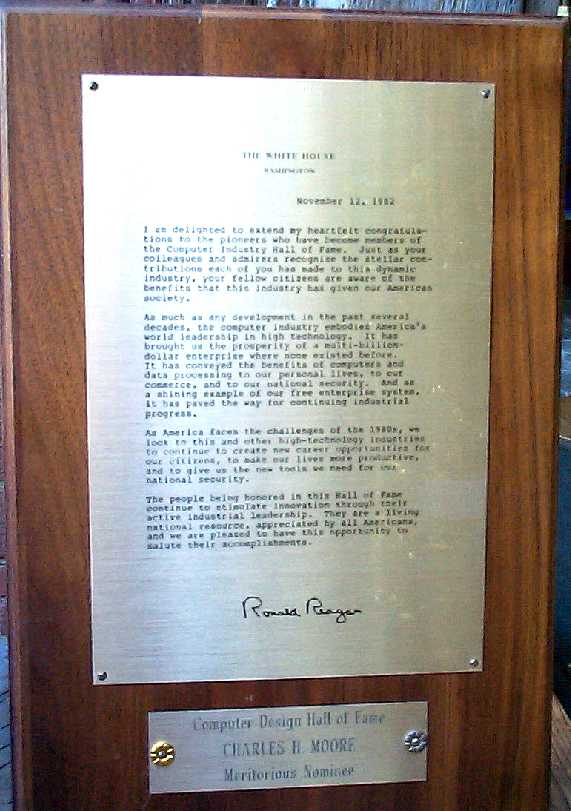 THE WHITE HOUSE
WASHINGTON
November 12, 1982
I am delighted to extend my heartfelt congratula-
tions to the pioneers who have become members of
the Computer Industry Hall of Fame. Just as your
colleagues and admirers recognize the stellar con-
tributions each of you has made to this dynamic
industry, your fellow citizens are aware of the
benefits that this industry has given our American
society.
As much as any development in the past several
decades, the computer industry embodies America's
world leadership in high technology. It has
brought us the prosperity of a multi-billion-
dollar enterprise where none existed before.
It has conveyed the benefits of computers and
data processing to our personal lives, to our
commerce, and to our national security. And as
a shining example of our free enterprise system,
it has paved the way for continuing industrial
progress.
As America faces the challenges of the 1980s, we
look to this and other high-technology industries
to continue to create new career opportunities for
our citizens, to make our lives more productive,
and to give us the new tools we need for our
national security.
The people being honored in this Hall of Fame
continue to stimulate innovation through their
active industrial leadership. They are a living
national resource, appreciated by all Americans,
and we are pleased to have this opportunity to
salute their accomplishments.
Ronald Reagan
Computer Design Hall of Fame
CHARLES H. MOORE
Meritorious Nominee